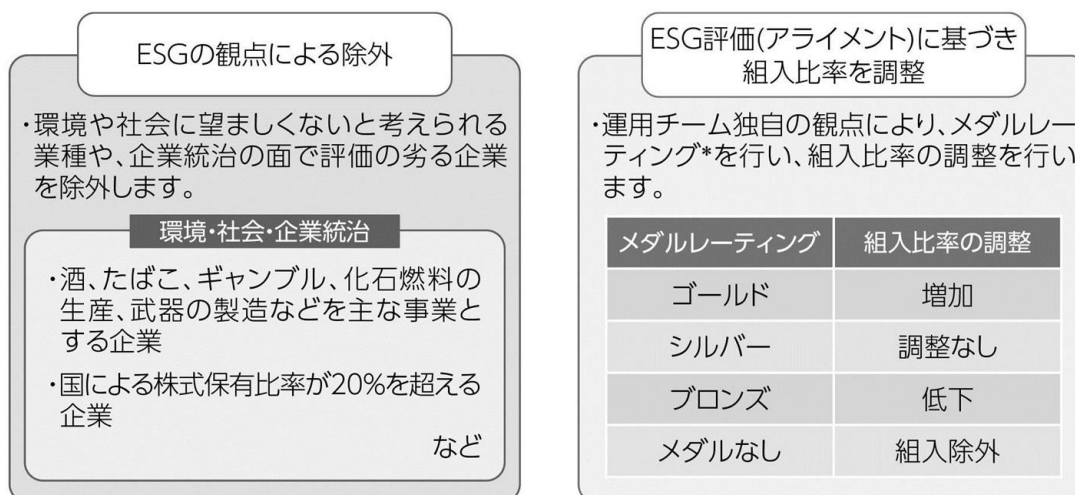 ESGの観点による除外
・環境や社会に望ましくないと考えられる
業種や、企業統治の面で評価の劣る企業
を除外します。
環境・社会・企業統治
・酒、たばこ、ギャンブル、化石燃料の
生産、武器の製造などを主な事業と
する企業
・国による株式保有比率が20%を超える
企業
など
ESG評価(アライメント)に基づき
組入比率を調整
・運用チーム独自の観点により、メダルレー
ティング*を行い、組入比率の調整を行い
ます。
メダルレーティング 組入比率の調整
ゴールド 増加
シルバー 調整なし
ブロンズ 低下
メダルなし 組入除外